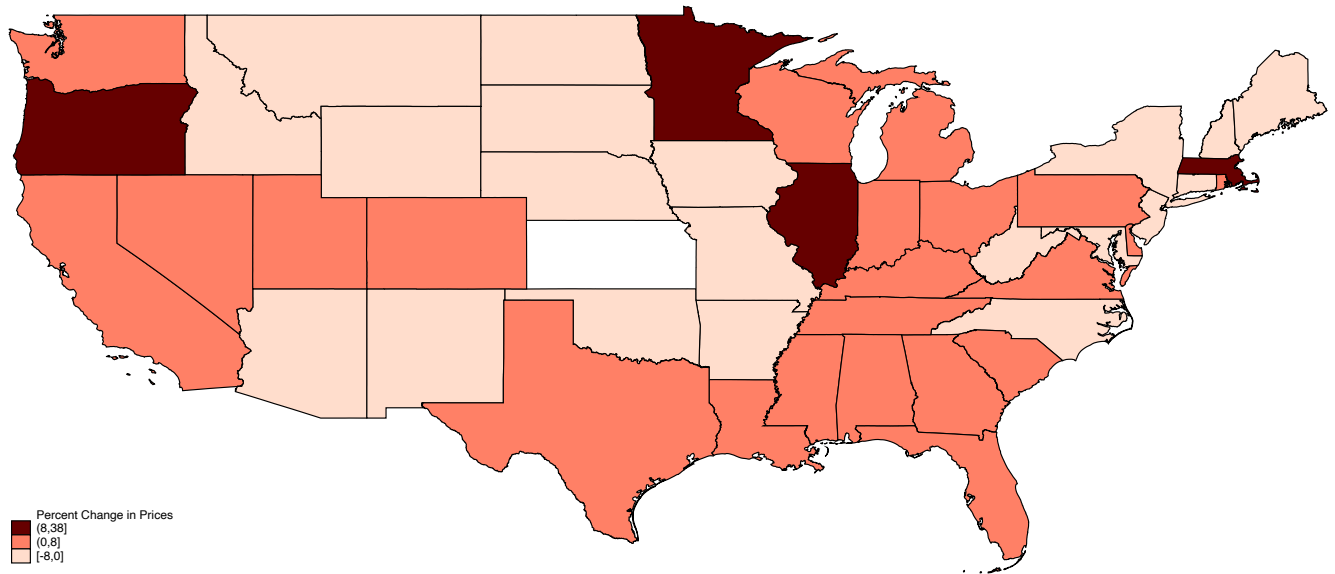 Percent Change in Prices
(8,38]
(0,8]
[-8,0]